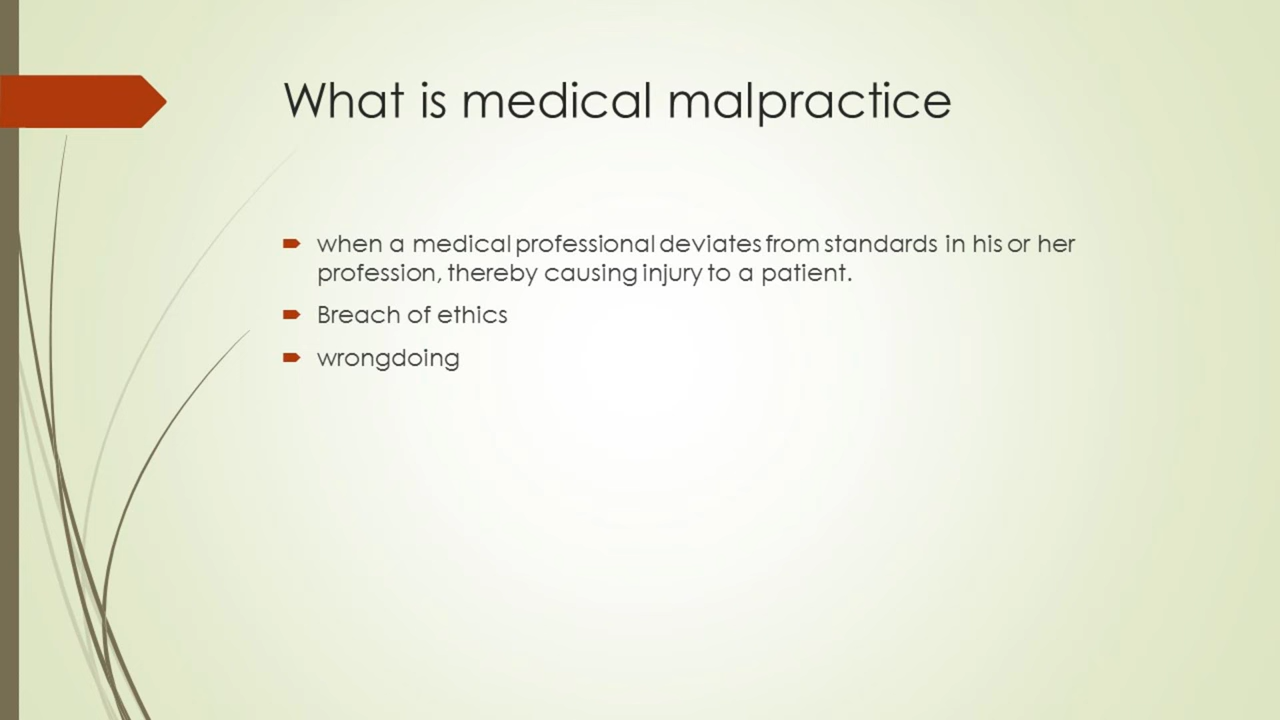 What is medical malpractice
when a medical professional deviates from standards in his or her
profession, thereby causing injury to a patient.
Breach of ethics
wrongdoing